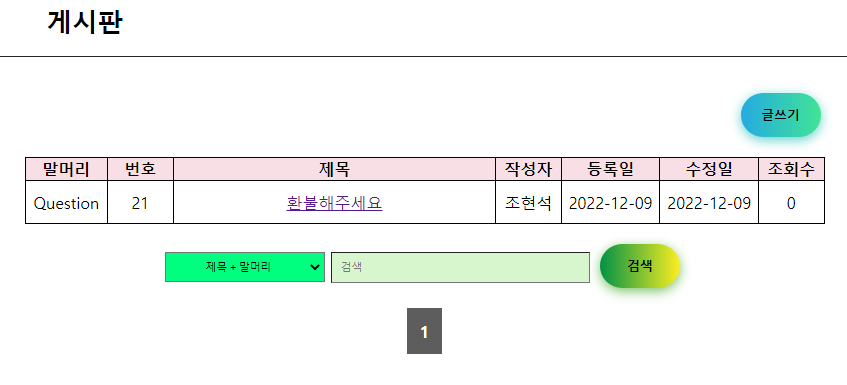 게시판
글쓰기
말머리 번호 제목 작성자 등록일 수정일 조회수
Question 21 환불해주세요 조현석 2022-12-09 2022-12-09 0
제목 + 말머리 검색 검색
1